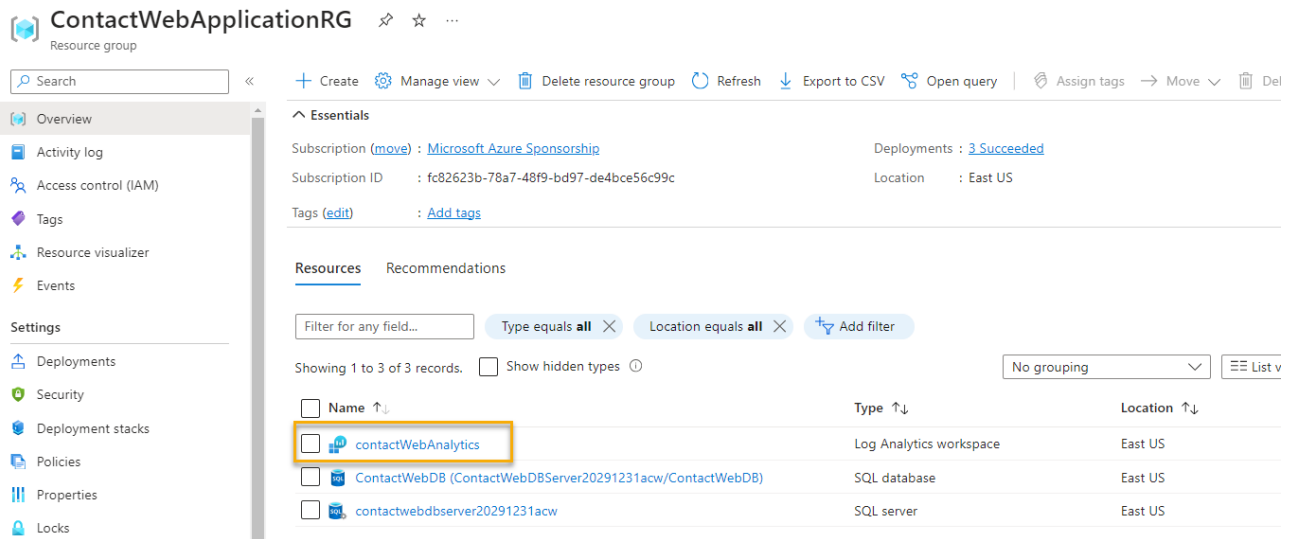 ContactWebApplicationRG
Resource group
Search
Overview
Activity log
Access control (IAM)
Tags
Resource visualizer
Events
Settings
Deployments
Security
Deployment stacks
Policies
Properties
Locks
Create Manage view Delete resource group Refresh Export to CSV Open query Assign tags Move Del
Essentials
Subscription (move) : Microsoft Azure Sponsorship Deployments : 3 Succeeded
Subscription ID : fc82623b-78a7-48f9-bd97-de4bce56c99c Location : East US
Tags (edit) : Add tags
Resources Recommendations
Filter for any field... Type equals all Location equals all Add filter
Showing 1 to 3 of 3 records. Show hidden types No grouping List v
Name Type Location
contactWebAnalytics Log Analytics workspace East US
ContactWebDB (ContactWebDBServer20291231acw/ContactWebDB) SQL database East US
contactwebdbserver20291231acw SQL server East US